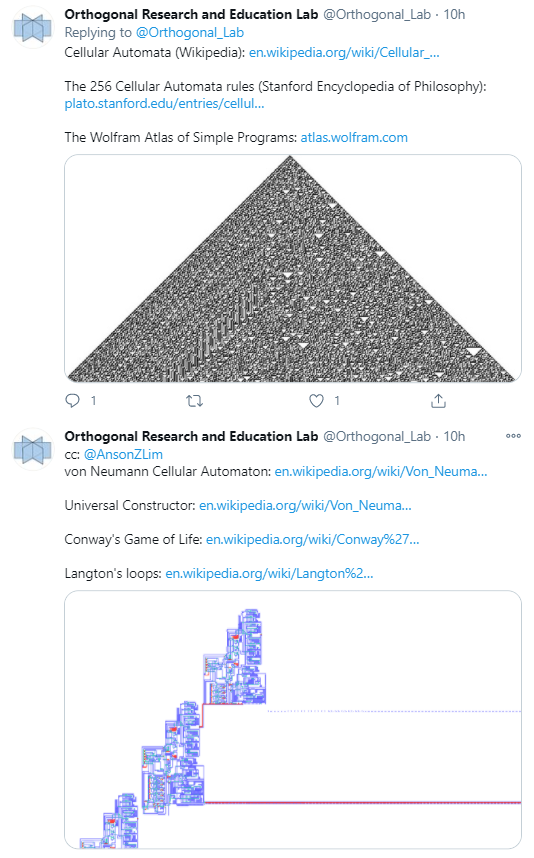 Orthogonal Research and Education Lab @Orthogonal_Lab · 10h
Replying to @Orthogonal_Lab
Cellular Automata (Wikipedia): en.wikipedia.org/wiki/Cellular_...
The 256 Cellular Automata rules (Stanford Encyclopedia of Philosophy):
plato.stanford.edu/entries/cellul...
The Wolfram Atlas of Simple Programs: atlas.wolfram.com
1
1
Orthogonal Research and Education Lab @Orthogonal_Lab · 10h
cc: @AnsonZLim
von Neumann Cellular Automaton: en.wikipedia.org/wiki/Von_Neuma...
Universal Constructor: en.wikipedia.org/wiki/Von_Neuma...
Conway's Game of Life: en.wikipedia.org/wiki/Conway%27...
Langton's loops: en.wikipedia.org/wiki/Langton%2...